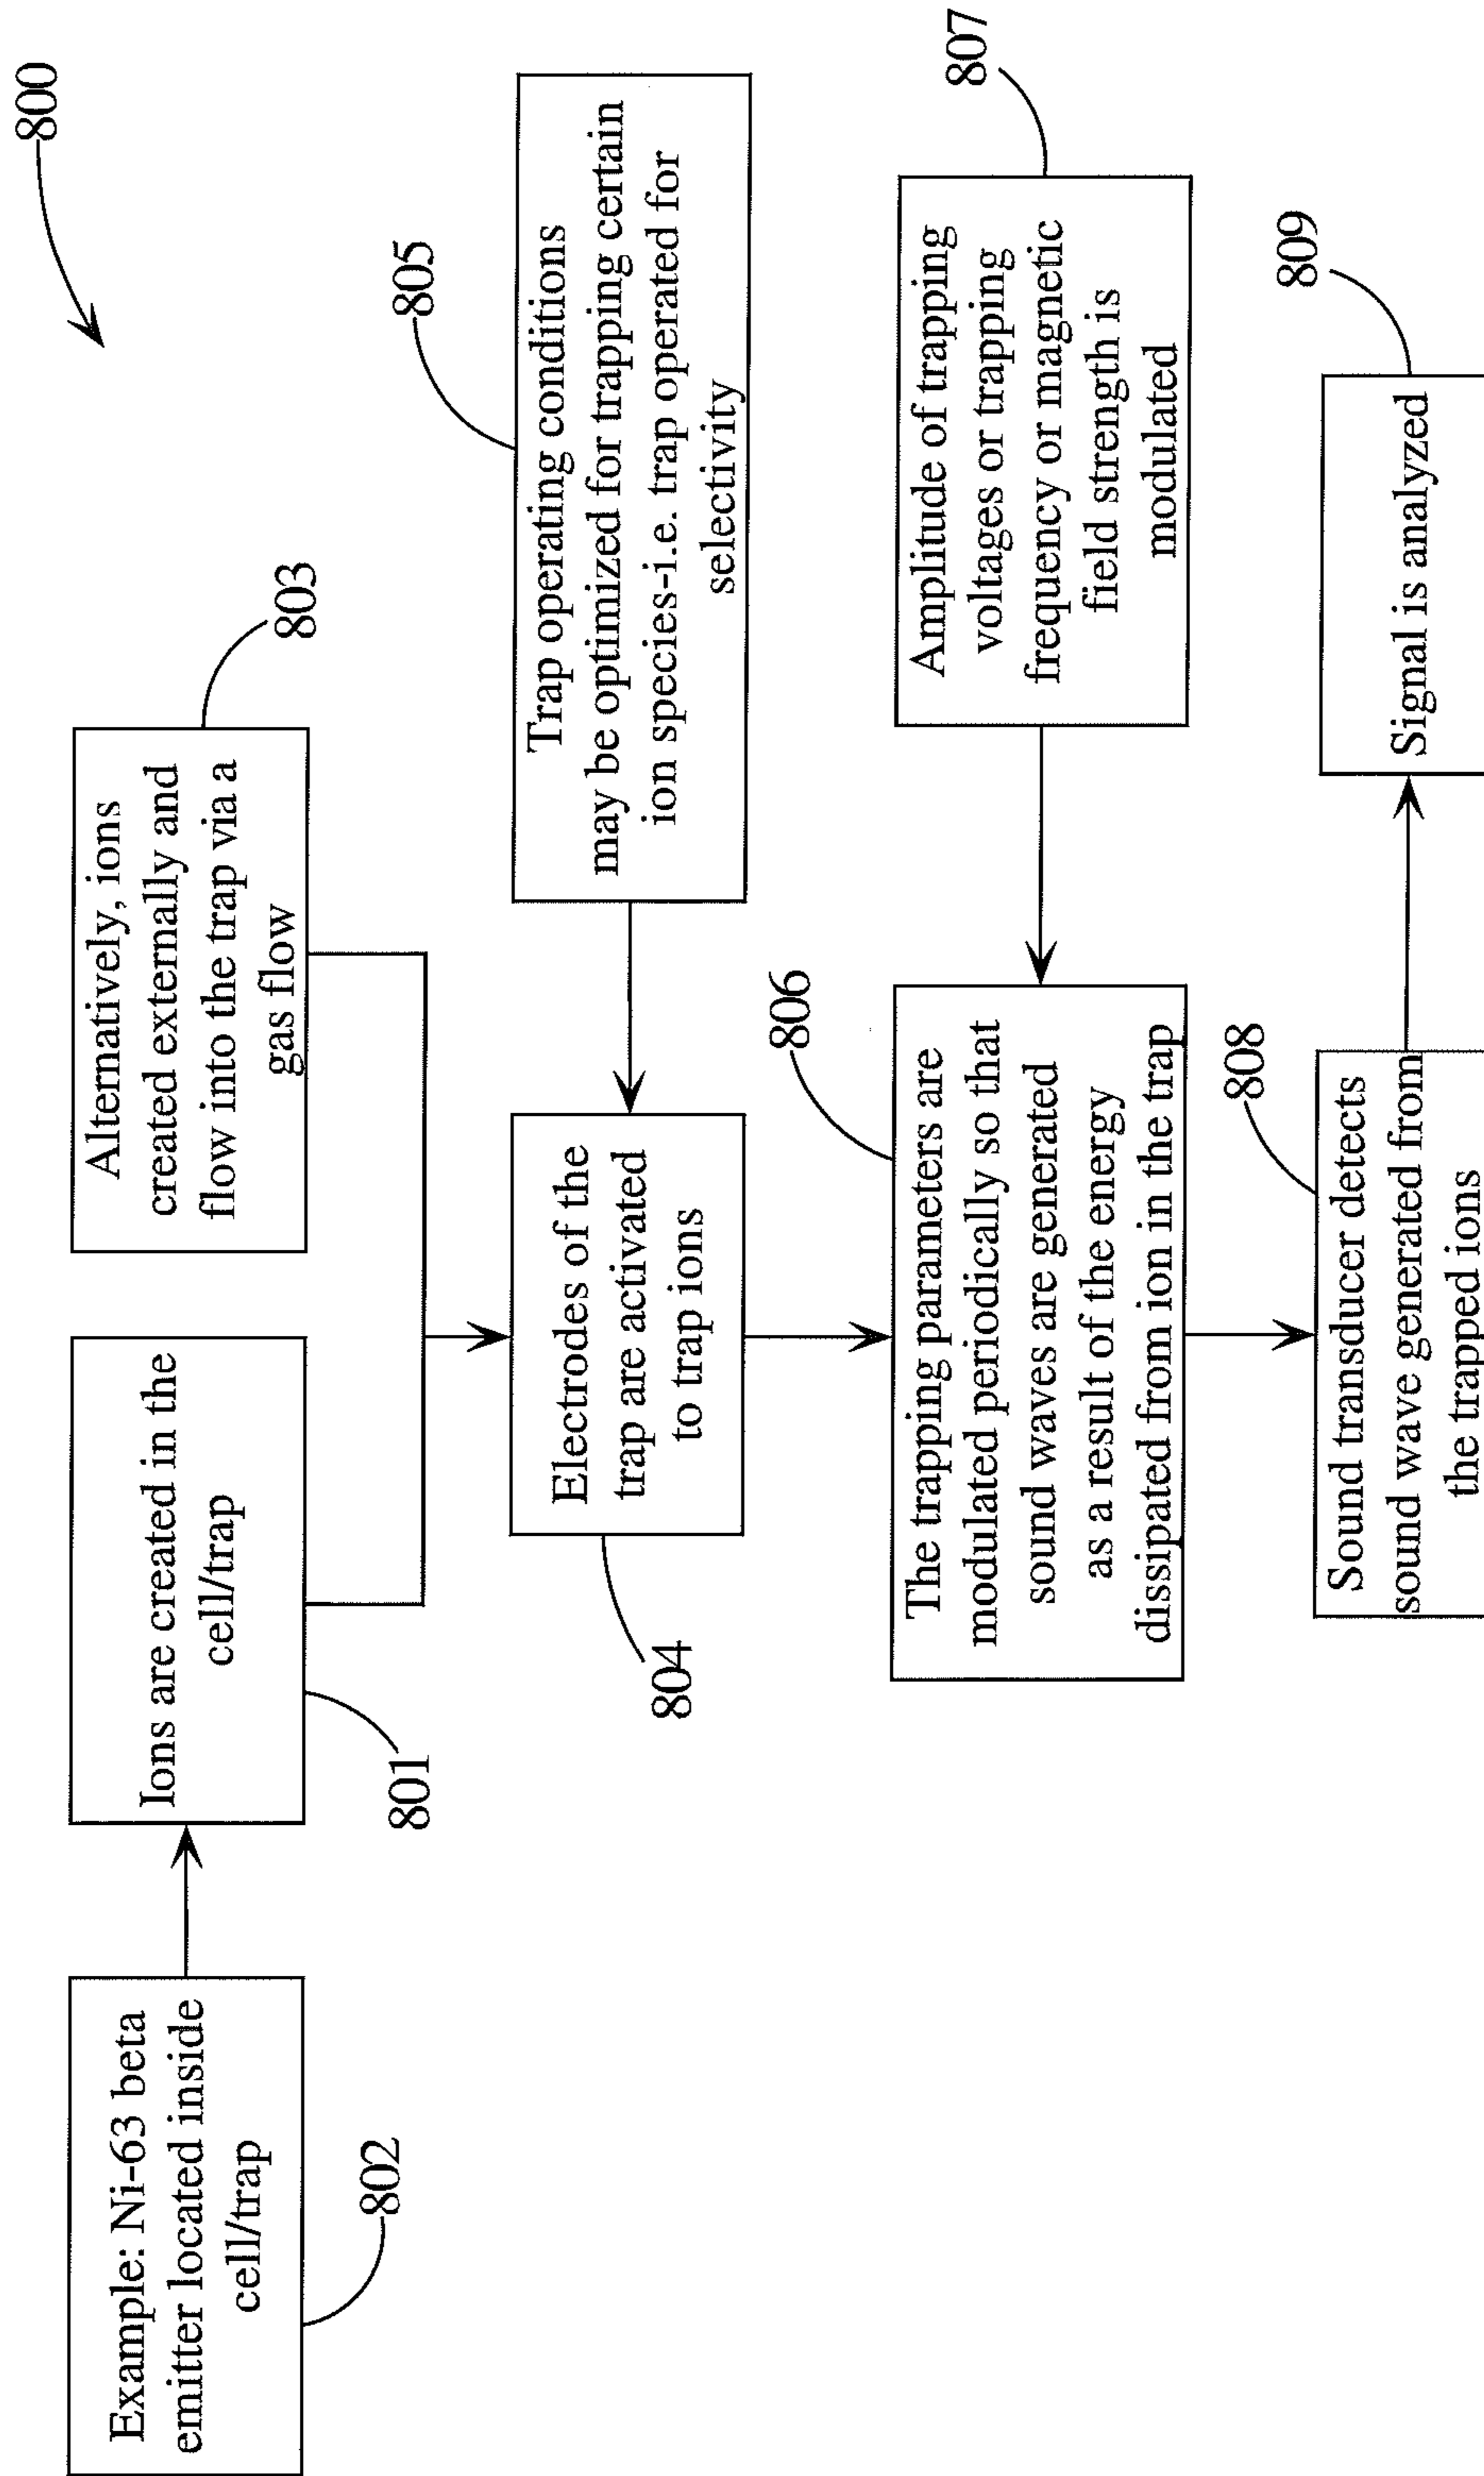 800
Example: Ni-63 beta
emitter located inside
cell/trap
802
Ions are created in the
cell/trap
801
Alternatively, ions
created externally and
flow into the trap via a
gas flow
803
Electrodes of the
trap are activated
to trap ions
804
Trap operating conditions
may be optimized for trapping certain
ion species-i.e. trap operated for
selectivity
805
The trapping parameters are
modulated periodically so that
sound waves are generated
as a result of the energy
dissipated from ion in the trap
806
Amplitude of trapping
voltages or trapping
frequency or magnetic
field strength is
modulated
807
Sound transducer detects
sound wave generated from
the trapped ions
808
Signal is analyzed
809